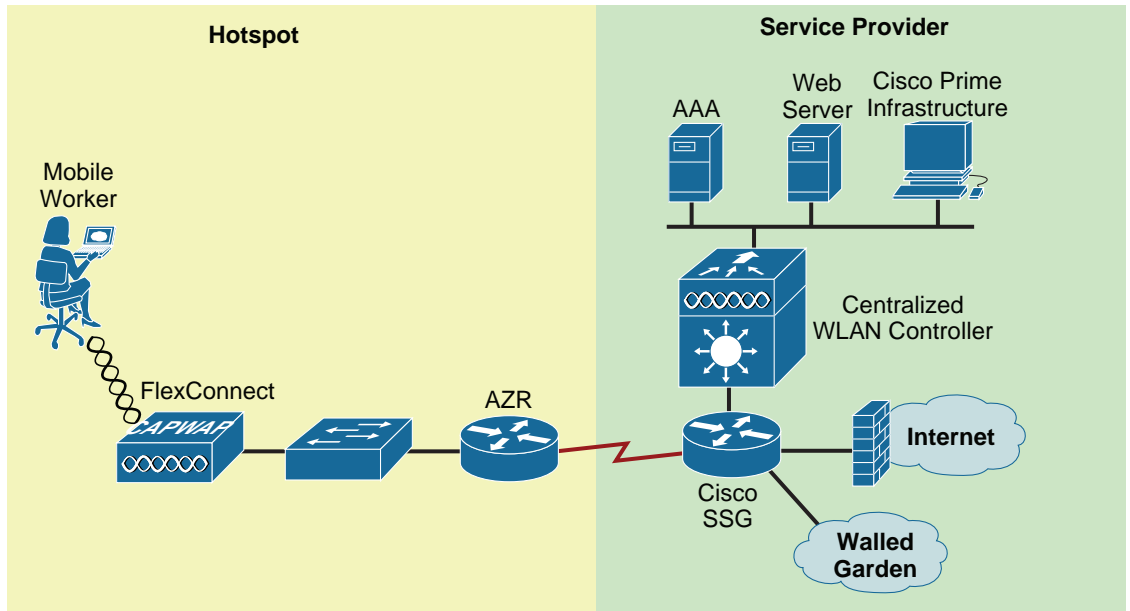 Hotspot
Service Provider
AAA
Web
Server
Cisco Prime
Infrastructure
Mobile
Worker
Centralized
WLAN Controller
FlexConnect
CAPWAP
AZR
Cisco
SSG
Internet
Walled
Garden